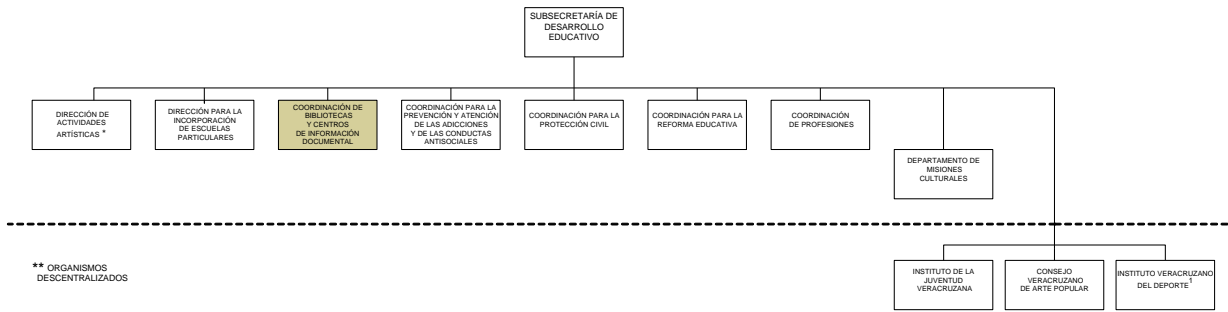 SUBSECRETARÍA DE
DESARROLLO
EDUCATIVO
DIRECCIÓN DE
ACTIVIDADES
ARTÍSTICAS *
DIRECCIÓN PARA LA
INCORPORACIÓN
DE ESCUELAS
PARTICULARES
COORDINACIÓN DE
BIBLIOTECAS
Y CENTROS
DE INFORMACIÓN
DOCUMENTAL
COORDINACIÓN PARA LA
PREVENCIÓN Y ATENCIÓN
DE LAS ADICCIONES
Y DE LAS CONDUCTAS
ANTISOCIALES
COORDINACIÓN PARA LA
PROTECCIÓN CIVIL
COORDINACIÓN PARA LA
REFORMA EDUCATIVA
COORDINACIÓN
DE PROFESIONES
DEPARTAMENTO DE
MISIONES
CULTURALES
** ORGANISMOS
DESCENTRALIZADOS
INSTITUTO DE LA
JUVENTUD
VERACRUZANA
CONSEJO
VERACRUZANO
DE ARTE POPULAR
INSTITUTO VERACRUZANO
DEL DEPORTE¹